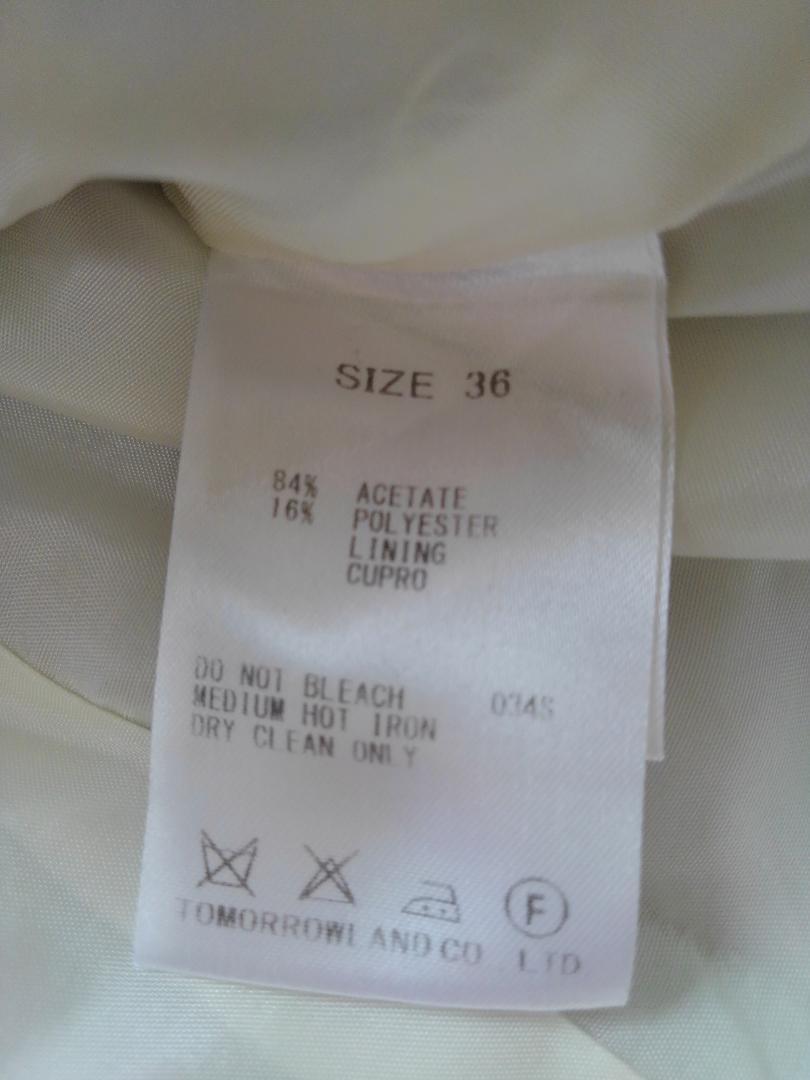 SIZE 36
84% ACETATE
16% POLYESTER
LINING
CUPRO
DO NOT BLEACH 034S
MEDIUM HOT IRON
DRY CLEAN ONLY
F
TOMORROWLAND CO LTD